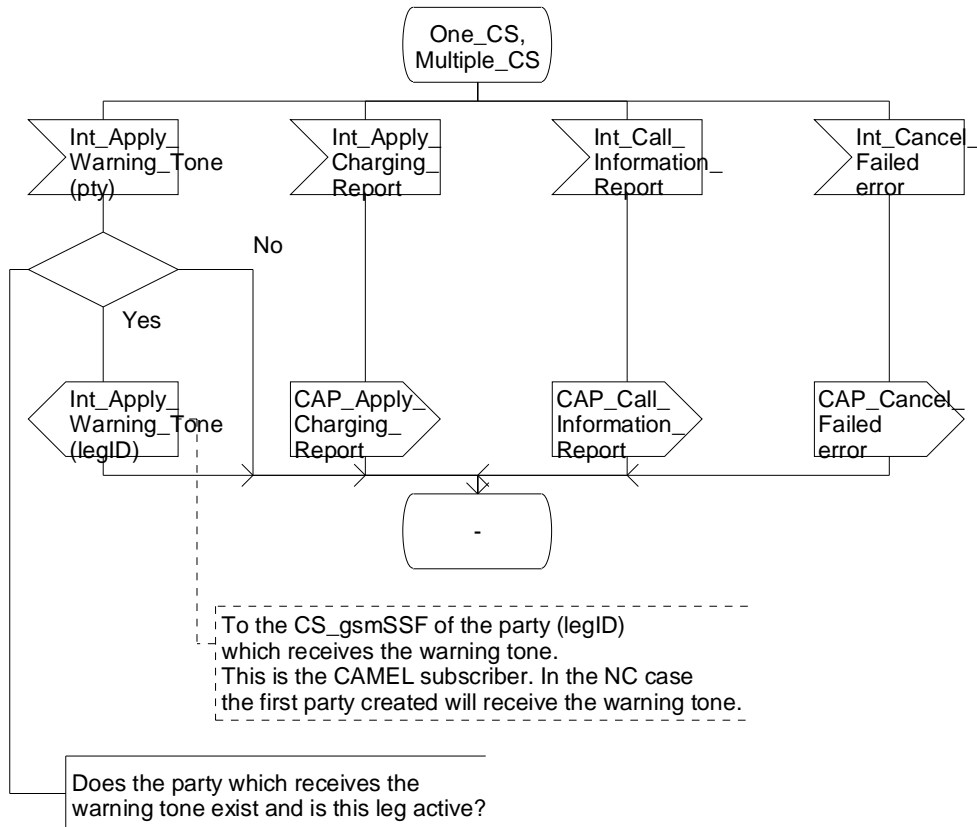 One_CS,
Multiple_CS
Int_Apply_
Warning_Tone
(pty)
Int_Apply_
Charging_
Report
Int_Call_
Information_
Report
Int_Cancel_
Failed
error
No
Yes
Int_Apply_
Warning_Tone
(legID)
CAP_Apply_
Charging_
Report
CAP_Call_
Information_
Report
CAP_Cancel_
Failed
error
-
To the CS_gsmSSF of the party (legID)
which receives the warning tone.
This is the CAMEL subscriber. In the NC case
the first party created will receive the warning tone.
Does the party which receives the
warning tone exist and is this leg active?